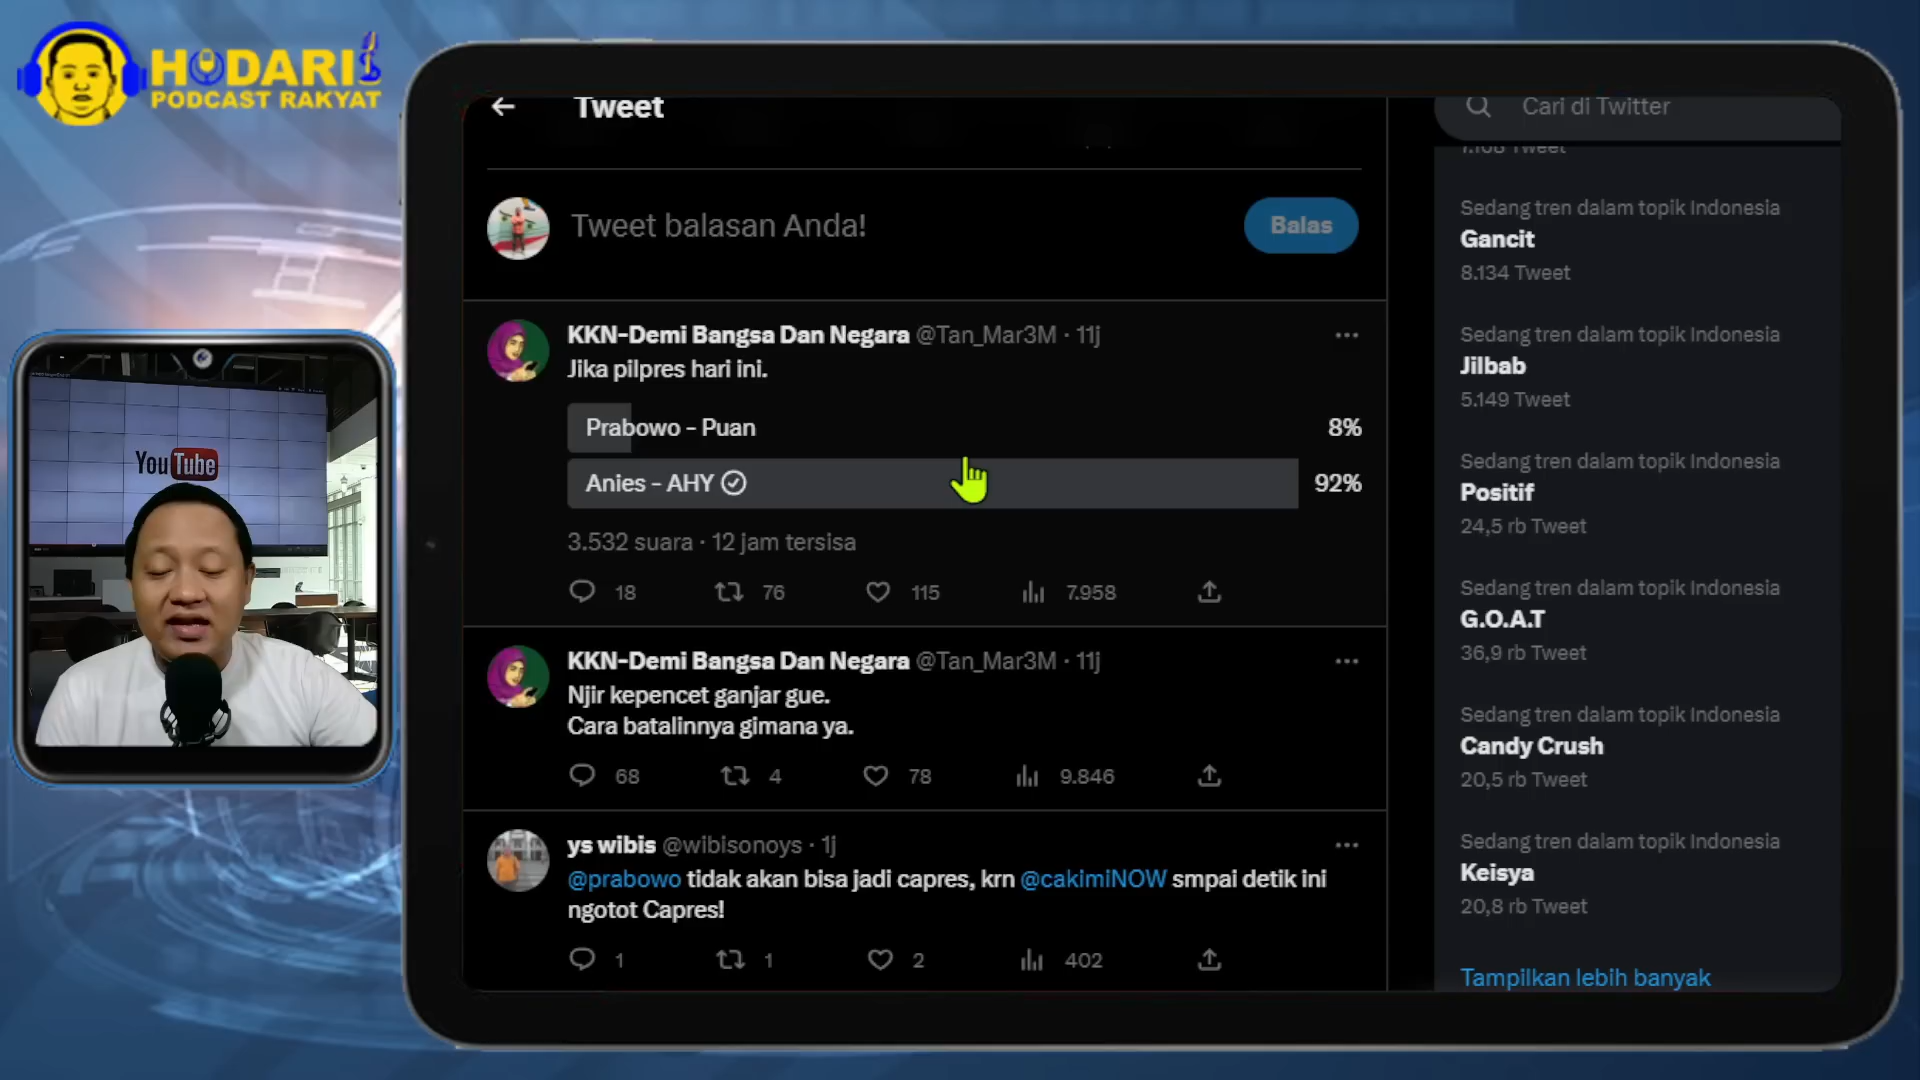 HODARI
PODCAST RAKYAT
YouTube
Tweet
Cari di Twitter
Tweet balasan Anda!
Balas
KKN-Demi Bangsa Dan Negara @Tan_Mar3M · 11j
Jika pilpres hari ini.
Prabowo - Puan 8%
Anies - AHY 92%
3.532 suara · 12 jam tersisa
18 76 115 7.958
KKN-Demi Bangsa Dan Negara @Tan_Mar3M · 11j
Njir kepencet ganjar gue.
Cara batalinnya gimana ya.
68 4 78 9.846
ys wibis @wibisonoys · 1j
@prabowo tidak akan bisa jadi capres, krn @cakimiNOW smpai detik ini
ngotot Capres!
1 1 2 402
7.168 Tweet
Sedang tren dalam topik Indonesia
Gancit
8.134 Tweet
Sedang tren dalam topik Indonesia
Jilbab
5.149 Tweet
Sedang tren dalam topik Indonesia
Positif
24,5 rb Tweet
Sedang tren dalam topik Indonesia
G.O.A.T
36,9 rb Tweet
Sedang tren dalam topik Indonesia
Candy Crush
20,5 rb Tweet
Sedang tren dalam topik Indonesia
Keisya
20,8 rb Tweet
Tampilkan lebih banyak